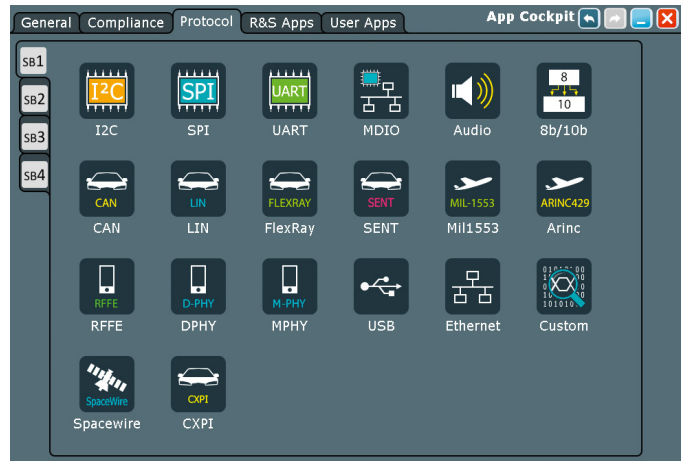 General Compliance Protocol R&S Apps User Apps App Cockpit
SB1
SB2
SB3
SB4
I²C SPI UART 8 10
I2C SPI UART MDIO Audio 8b/10b
CAN LIN FLEXRAY SENT MIL-1553 ARINC429
CAN LIN FlexRay SENT Mil1553 Arinc
RFFE D-PHY M-PHY
RFFE DPHY MPHY USB Ethernet Custom
SpaceWire CXPI
Spacewire CXPI